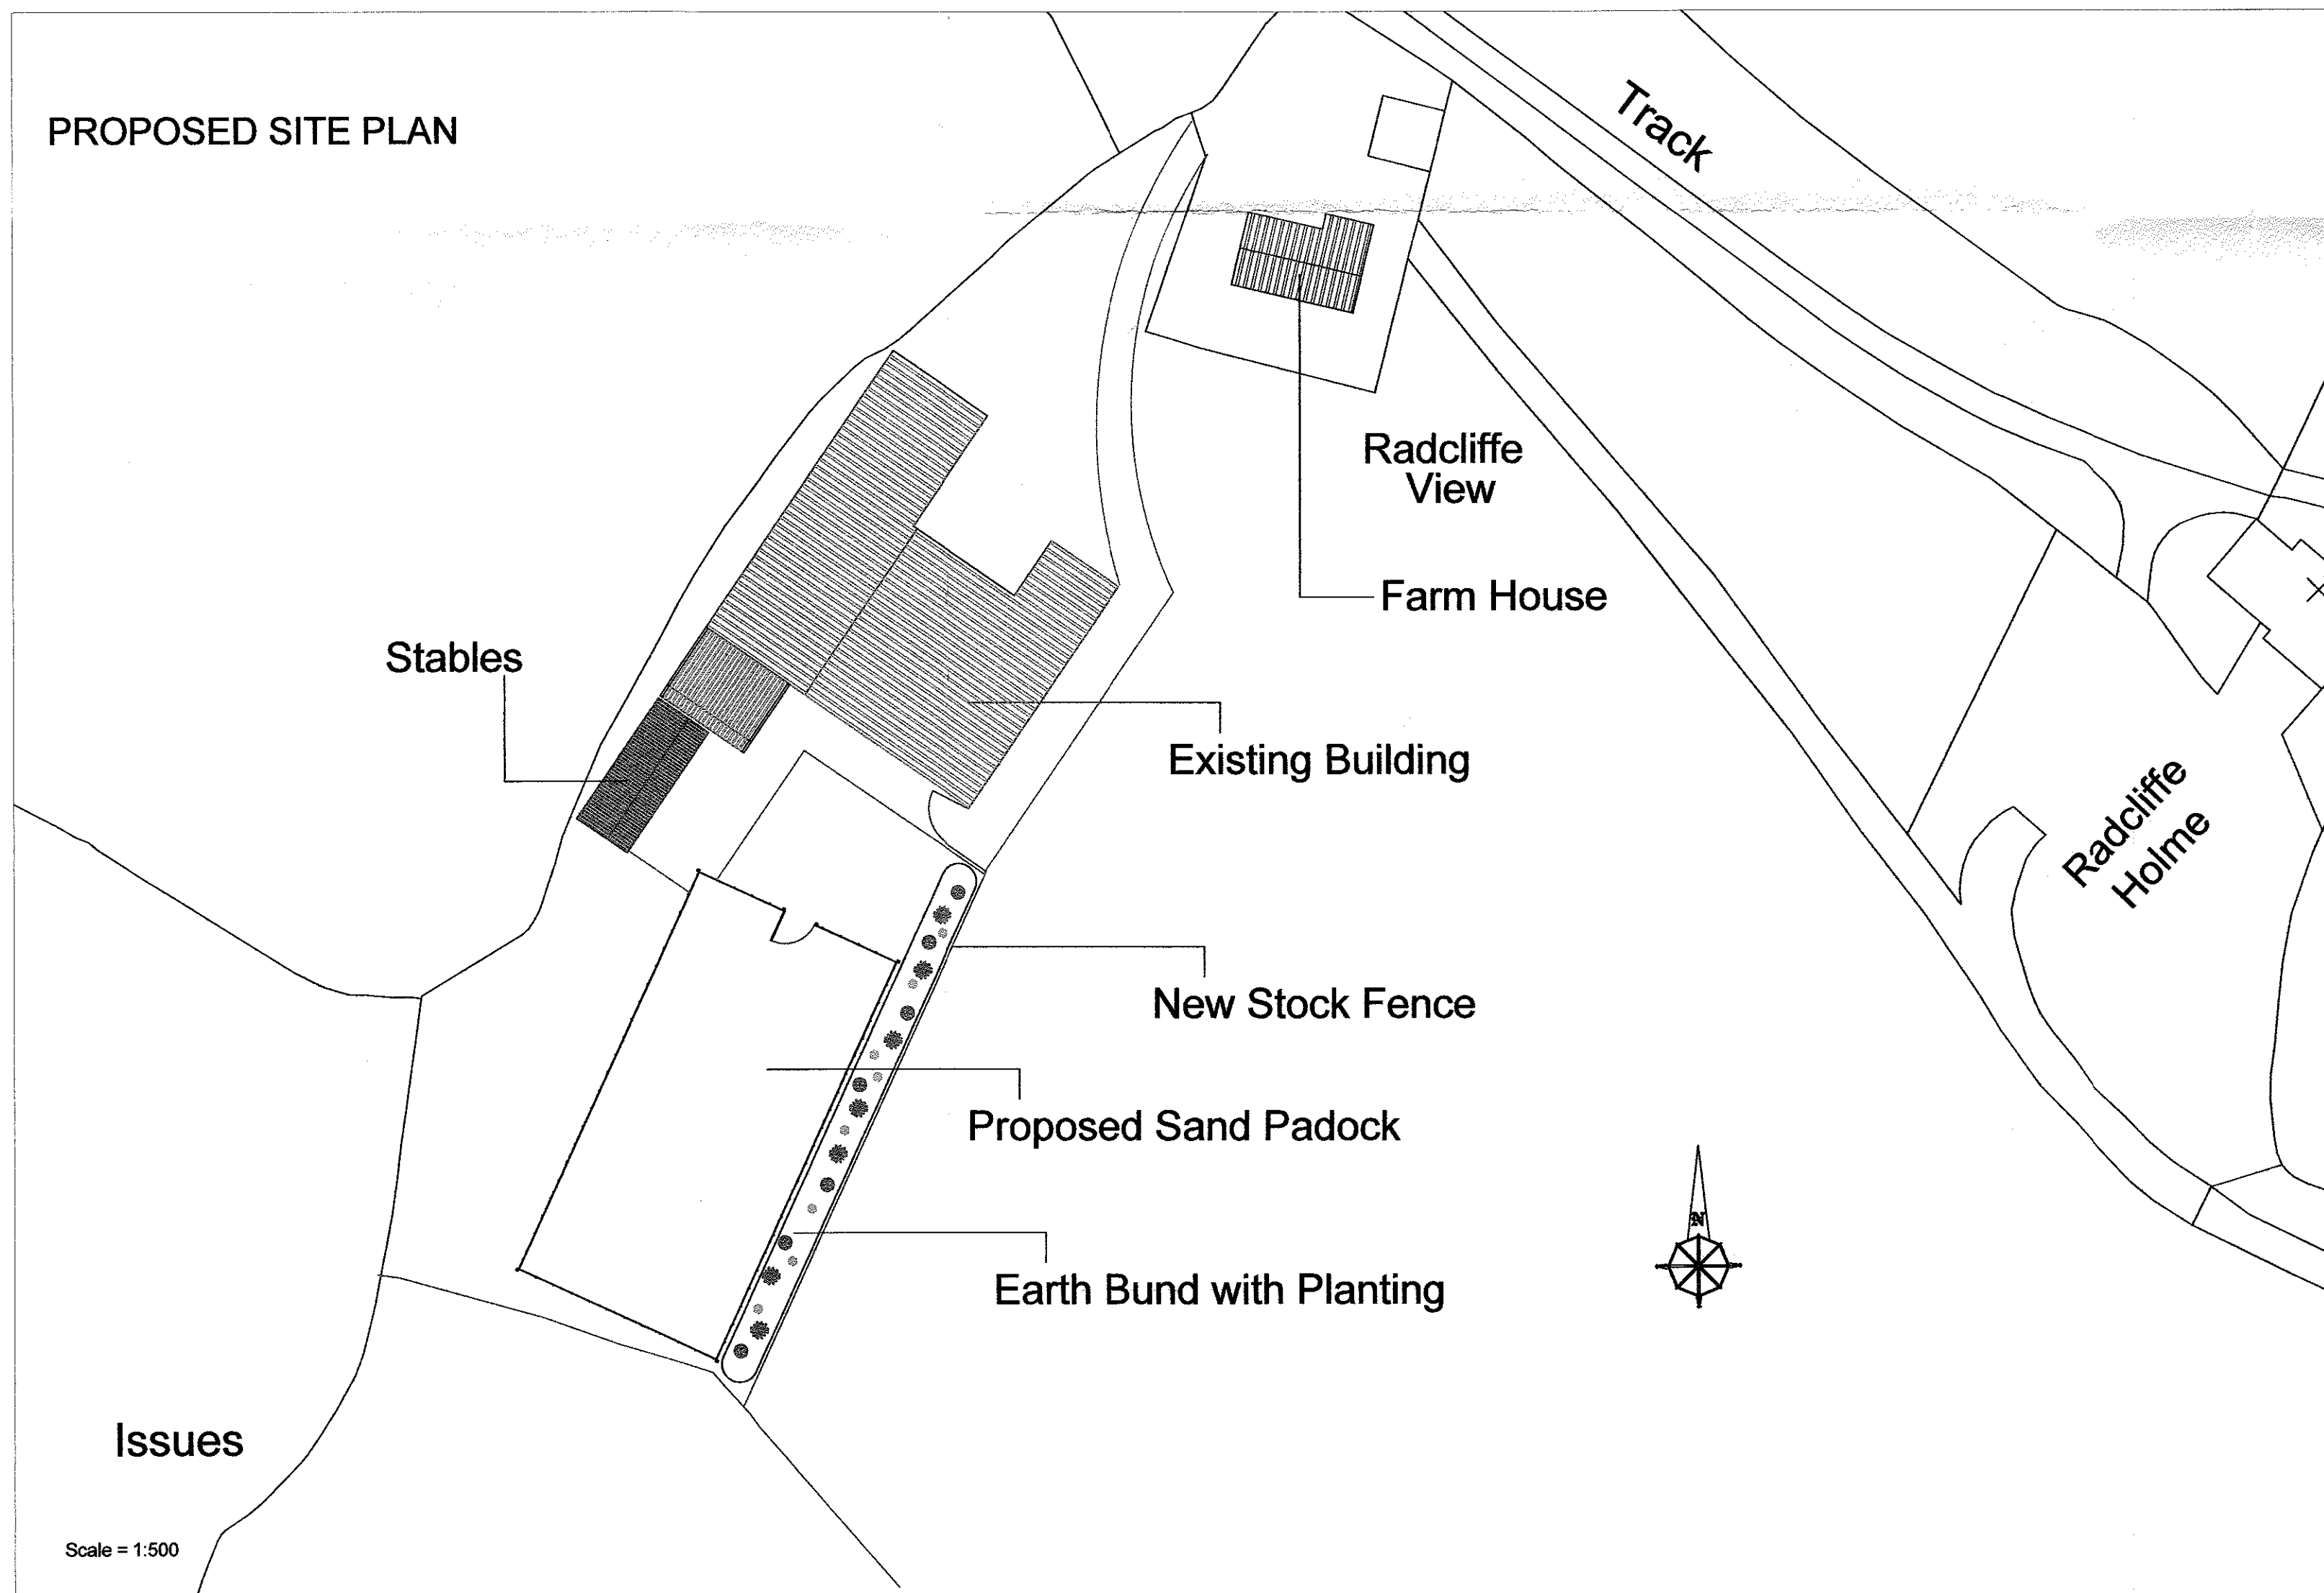 PROPOSED SITE PLAN
Track
Radcliffe
View
Farm House
Stables
Existing Building
Radcliffe
Holme
New Stock Fence
Proposed Sand Padock
N
Earth Bund with Planting
Issues
Scale = 1:500